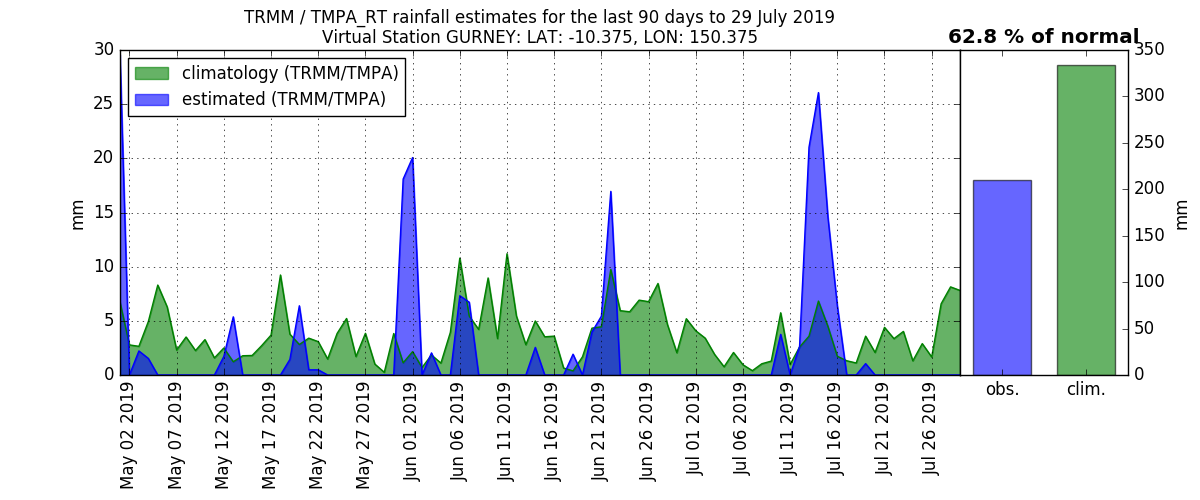 TRMM / TMPA_RT rainfall estimates for the last 90 days to 29 July 2019
Virtual Station GURNEY: LAT: -10.375, LON: 150.375
62.8 % of normal
climatology (TRMM/TMPA)
estimated (TRMM/TMPA)
mm
30
25
20
15
10
5
0
May 02 2019
May 07 2019
May 12 2019
May 17 2019
May 22 2019
May 27 2019
Jun 01 2019
Jun 06 2019
Jun 11 2019
Jun 16 2019
Jun 21 2019
Jun 26 2019
Jul 01 2019
Jul 06 2019
Jul 11 2019
Jul 16 2019
Jul 21 2019
Jul 26 2019
obs.
clim.
350
300
250
200
150
100
50
0
mm